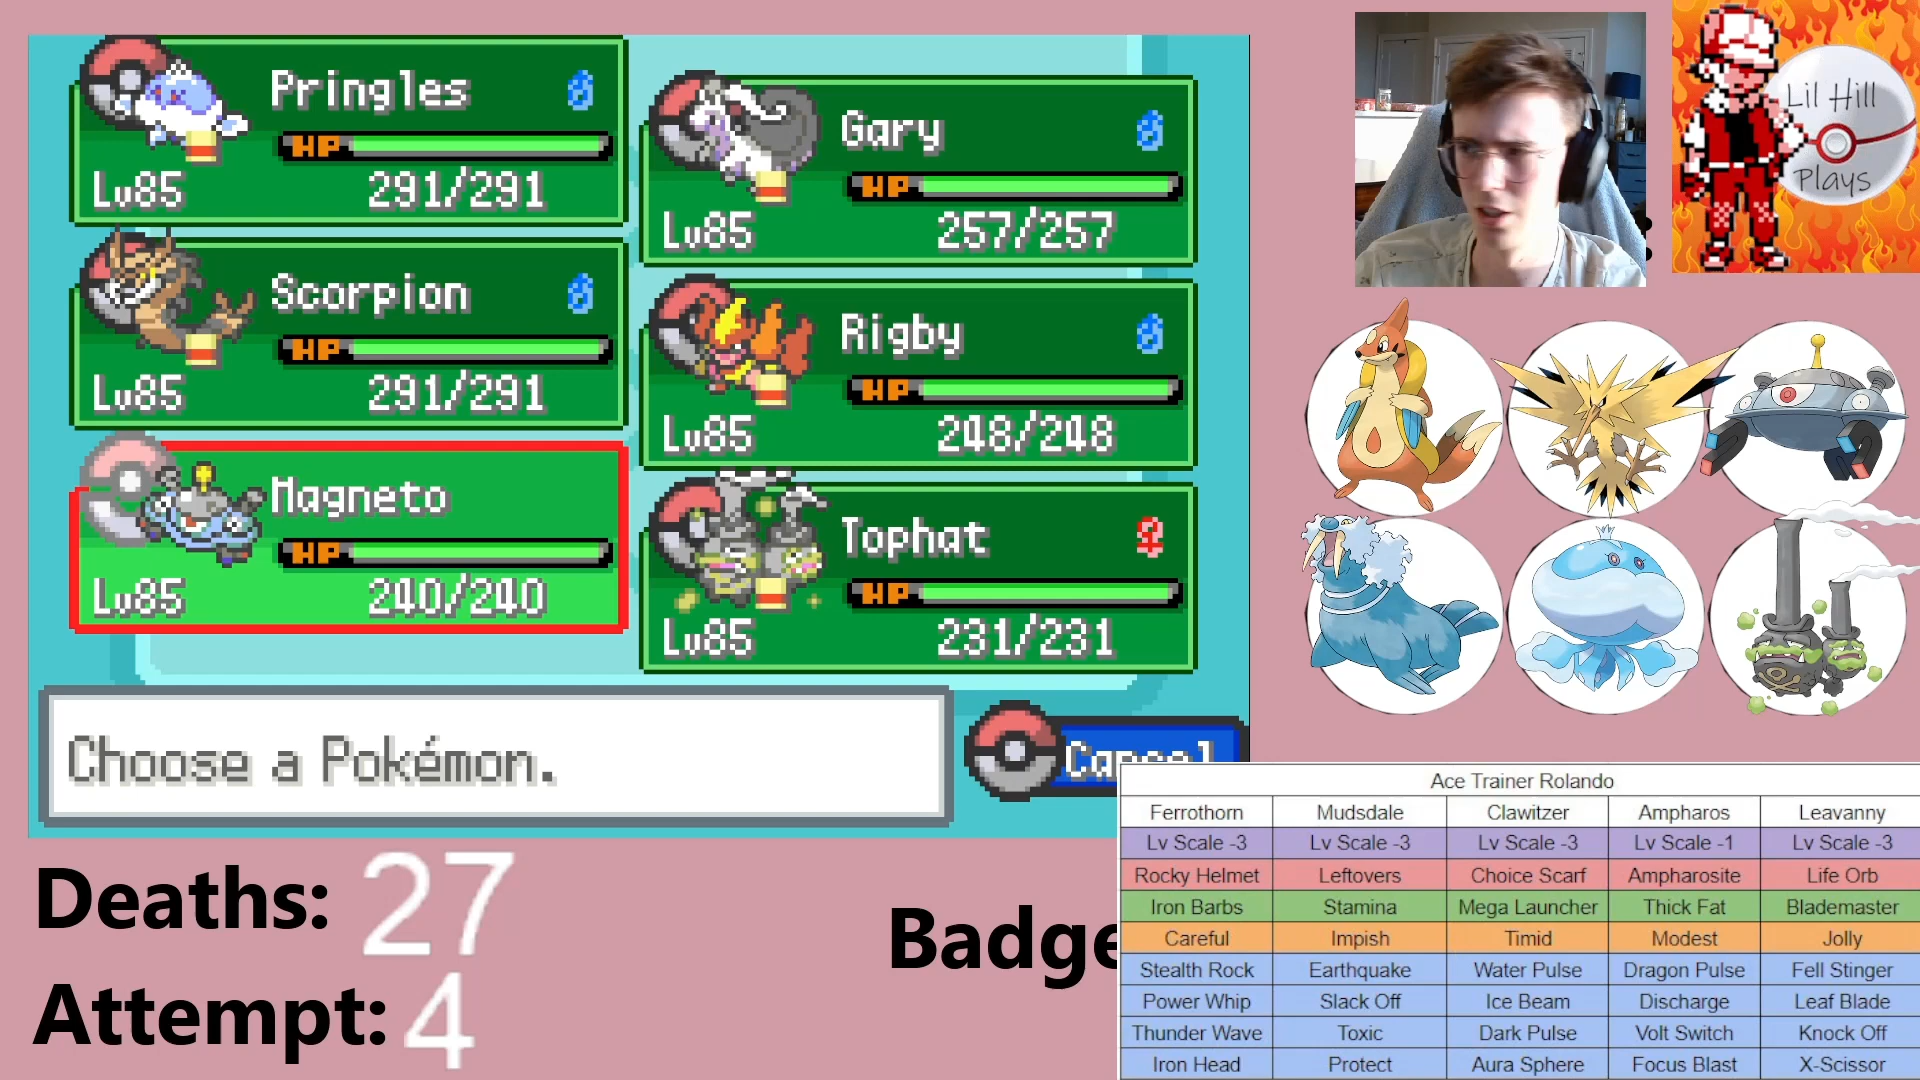 Pringles
HP
Lv85 291/291
Gary
HP
Lv85 257/257
Scorpion
HP
Lv85 291/291
Rigby
HP
Lv85 248/248
Magneto
HP
Lv85 240/240
Tophat
HP
Lv85 231/231
Choose a Pokémon.
Cancel
Lil Hill
Plays
Deaths: 27
Attempt: 4
Badge
Ace Trainer Rolando
Ferrothorn Mudsdale Clawitzer Ampharos Leavanny
Lv Scale -3 Lv Scale -3 Lv Scale -3 Lv Scale -1 Lv Scale -3
Rocky Helmet Leftovers Choice Scarf Ampharosite Life Orb
Iron Barbs Stamina Mega Launcher Thick Fat Blademaster
Careful Impish Timid Modest Jolly
Stealth Rock Earthquake Water Pulse Dragon Pulse Fell Stinger
Power Whip Slack Off Ice Beam Discharge Leaf Blade
Thunder Wave Toxic Dark Pulse Volt Switch Knock Off
Iron Head Protect Aura Sphere Focus Blast X-Scissor